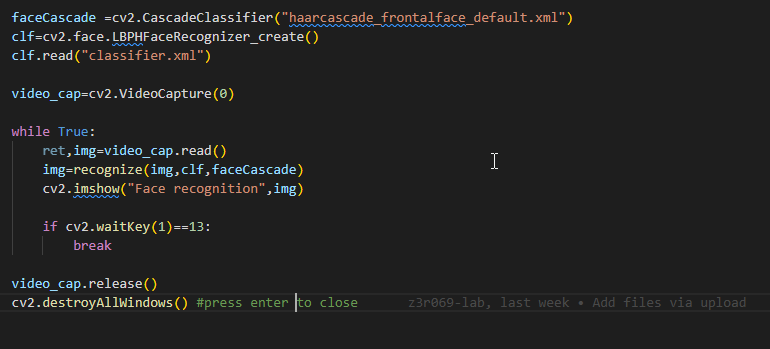 faceCascade =cv2.CascadeClassifier("haarcascade_frontalface_default.xml")
clf=cv2.face.LBPHFaceRecognizer_create()
clf.read("classifier.xml")
video_cap=cv2.VideoCapture(0)
while True:
    ret,img=video_cap.read()
    img=recognize(img,clf,faceCascade)
    cv2.imshow("Face recognition",img)
    if cv2.waitKey(1)==13:
        break
video_cap.release()
cv2.destroyAllWindows() #press enter to close z3r069-lab, last week • Add files via upload